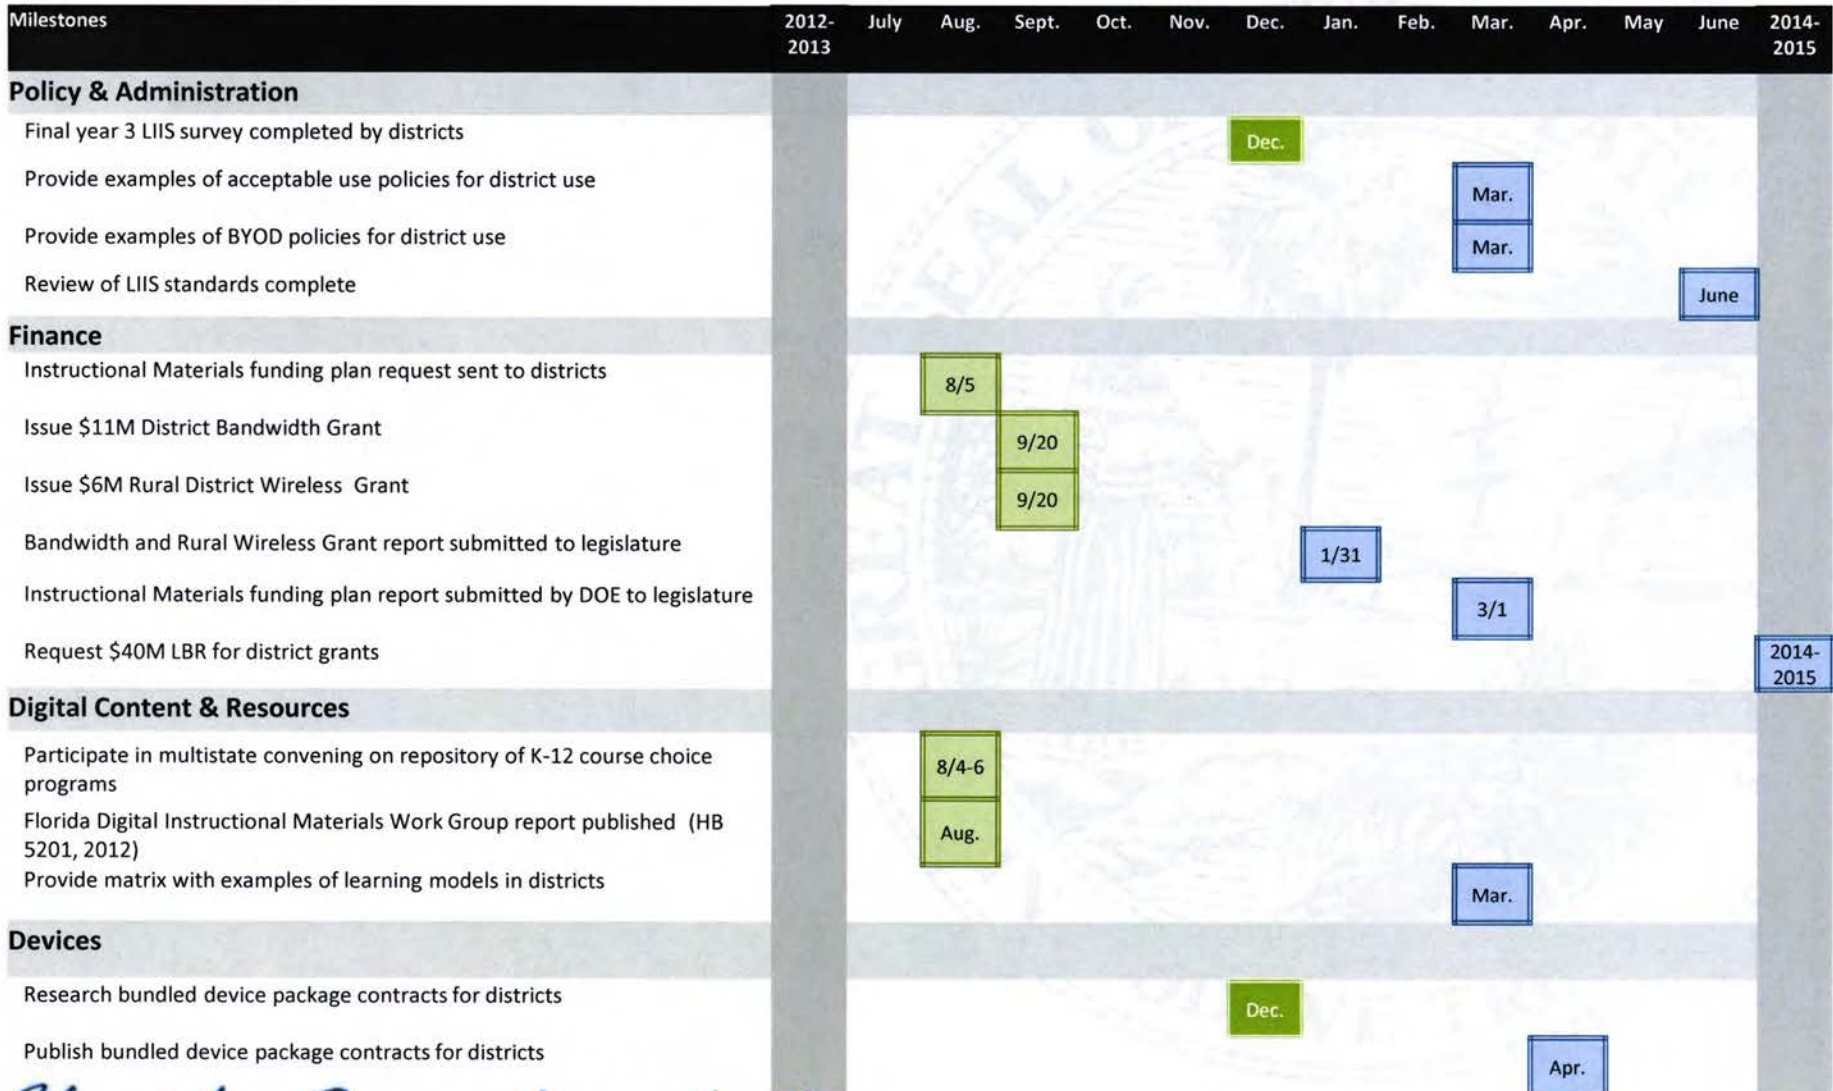 Milestones 2012- July Aug. Sept. Oct. Nov. Dec. Jan. Feb. Mar. Apr. May June 2014-
2013 2015
Policy & Administration
Final year 3 LIIS survey completed by districts Dec.
Provide examples of acceptable use policies for district use Mar.
Provide examples of BYOD policies for district use Mar.
Review of LIIS standards complete June
Finance
Instructional Materials funding plan request sent to districts 8/5
Issue $11M District Bandwidth Grant 9/20
Issue $6M Rural District Wireless Grant 9/20
Bandwidth and Rural Wireless Grant report submitted to legislature 1/31
Instructional Materials funding plan report submitted by DOE to legislature 3/1
Request $40M LBR for district grants 2014-
2015
Digital Content & Resources
Participate in multistate convening on repository of K-12 course choice 8/4-6
programs
Florida Digital Instructional Materials Work Group report published (HB Aug.
5201, 2012)
Provide matrix with examples of learning models in districts Mar.
Devices
Research bundled device package contracts for districts Dec.
Publish bundled device package contracts for districts Apr.
GREAT SEAL O